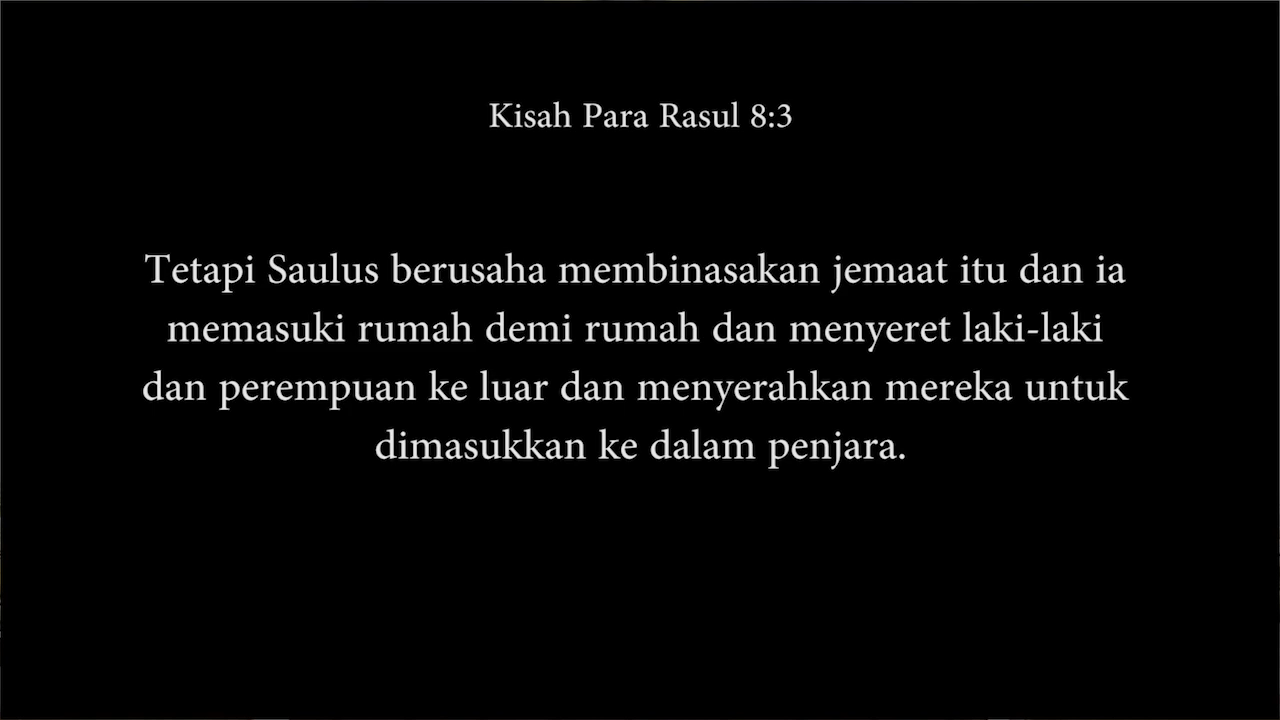 Kisah Para Rasul 8:3
Tetapi Saulus berusaha membinasakan jemaat itu dan ia
memasuki rumah demi rumah dan menyeret laki-laki
dan perempuan ke luar dan menyerahkan mereka untuk
dimasukkan ke dalam penjara.